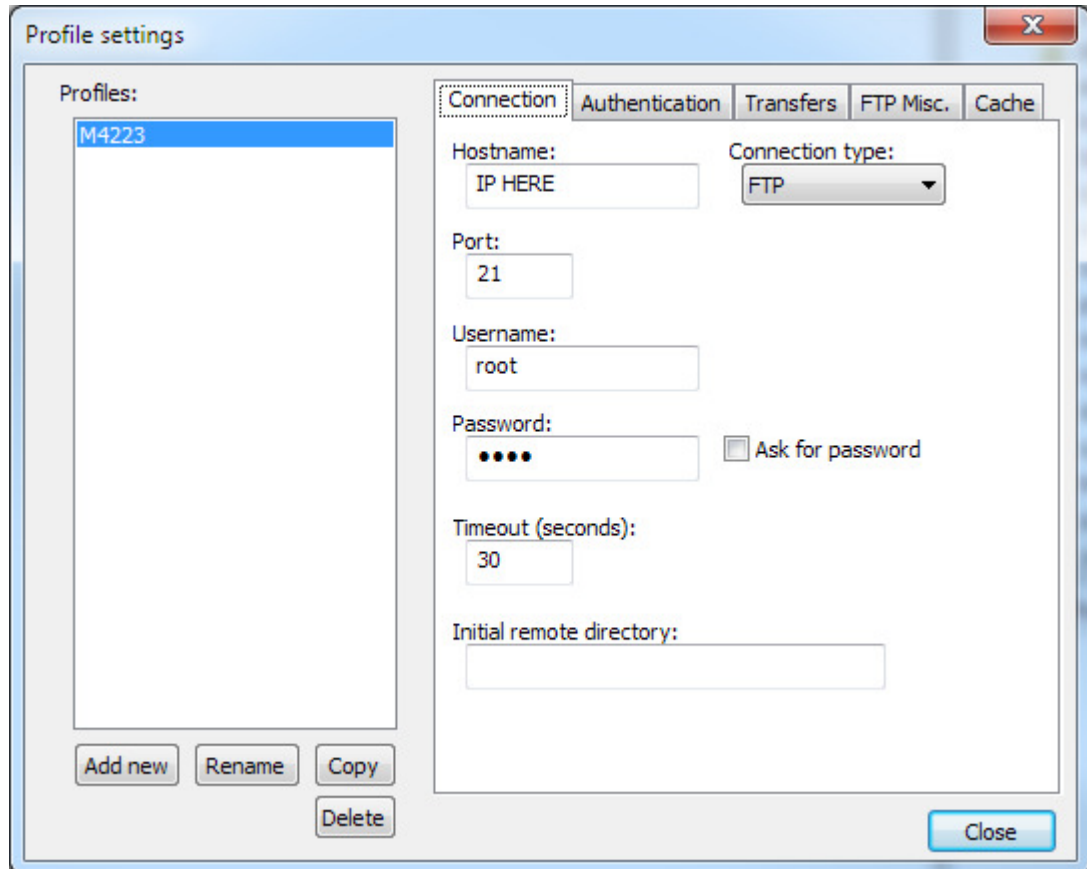 Profile settings
Profiles:
M4223
Add new
Rename
Copy
Delete
Connection
Authentication
Transfers
FTP Misc.
Cache
Hostname:
IP HERE
Connection type:
FTP
Port:
21
Username:
root
Password:
••••
Ask for password
Timeout (seconds):
30
Initial remote directory:
Close